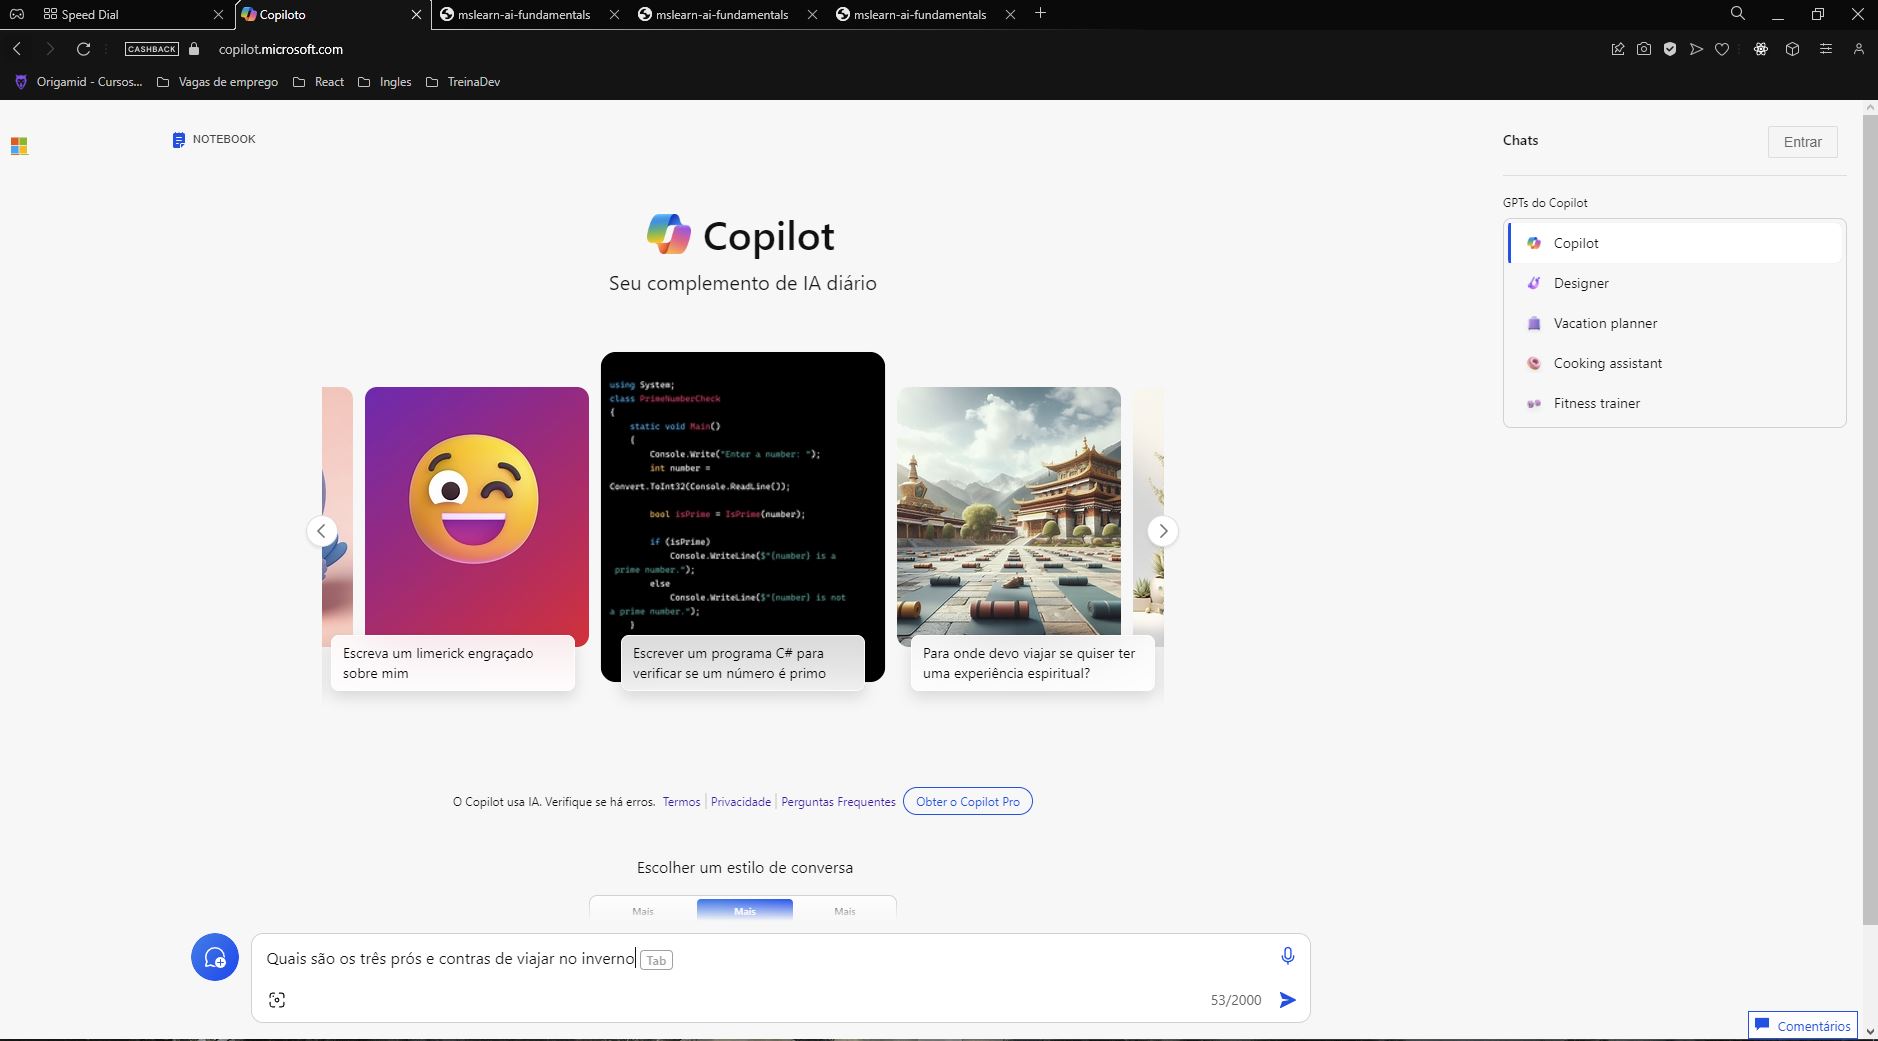 Speed Dial
Copiloto
mslearn-ai-fundamentals
mslearn-ai-fundamentals
mslearn-ai-fundamentals
CASHBACK
copilot.microsoft.com
Origamid - Cursos...
Vagas de emprego
React
Ingles
TreinaDev
NOTEBOOK
Chats
Entrar
GPTs do Copilot
Copilot
Designer
Vacation planner
Cooking assistant
Fitness trainer
Copilot
Seu complemento de IA diário
Escreva um limerick engraçado
sobre mim
using System;
class PrimeNumberCheck
{
static void Main()
{
Console.Write("Enter a number: ");
int number =
Convert.ToInt32(Console.ReadLine());
bool isPrime = IsPrime(number);
if (isPrime)
Console.WriteLine($"{number} is a
prime number.");
else
Console.WriteLine($"{number} is not
a prime number.");
}
Escrever um programa C# para
verificar se um número é primo
Para onde devo viajar se quiser ter
uma experiência espiritual?
O Copilot usa IA. Verifique se há erros. Termos Privacidade Perguntas Frequentes Obter o Copilot Pro
Escolher um estilo de conversa
Mais Mais Mais
Quais são os três prós e contras de viajar no inverno Tab
53/2000
Comentários